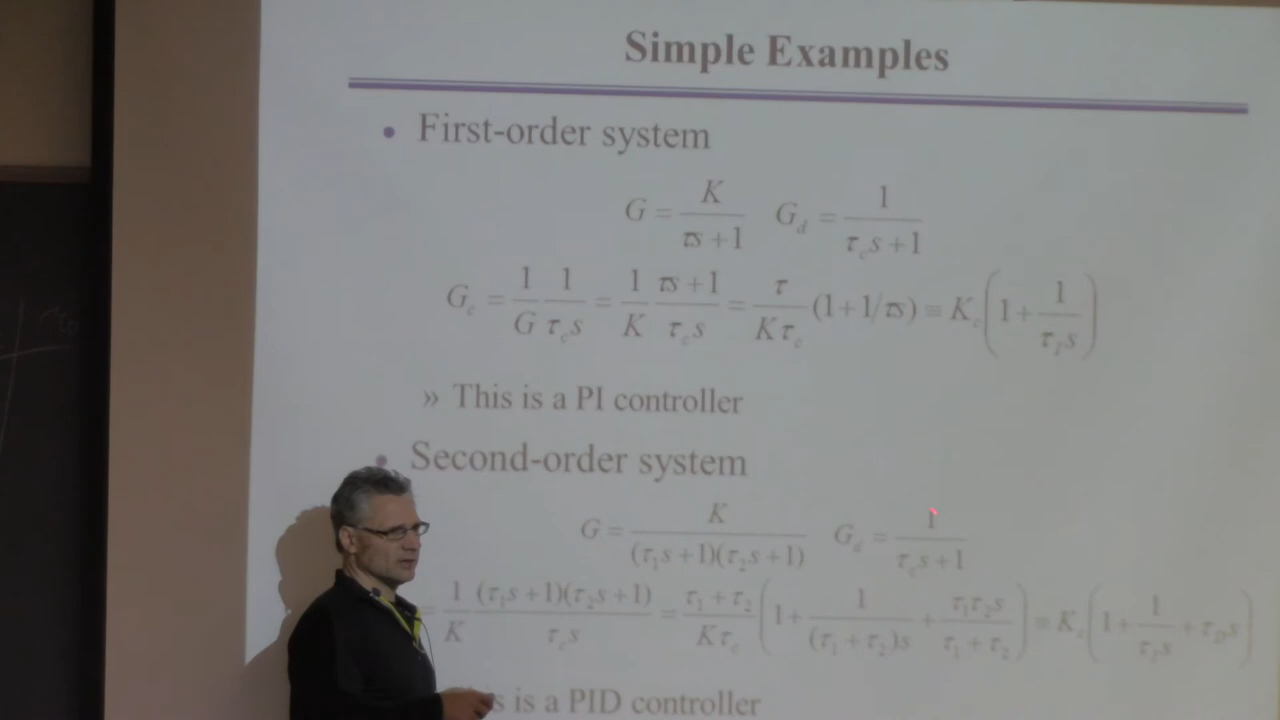 Simple Examples
• First-order system
G = K / (τs + 1)   G_d = 1 / (τ_c s + 1)
G_c = (1/G) (1/(τ_c s)) = (1/K) ((τs + 1)/(τ_c s)) = (τ/(Kτ_c)) (1 + 1/τs) ≡ K_c (1 + 1/(τ_I s))
» This is a PI controller
• Second-order system
G = K / ((τ_1 s + 1)(τ_2 s + 1))   G_d = 1 / (τ_c s + 1)
= (1/K) ((τ_1 s + 1)(τ_2 s + 1)/(τ_c s)) = ((τ_1 + τ_2)/(Kτ_c)) (1 + 1/((τ_1 + τ_2)s) + τ_1 τ_2 s/(τ_1 + τ_2)) ≡ K_c (1 + 1/(τ_I s) + τ_D s)
s is a PID controller